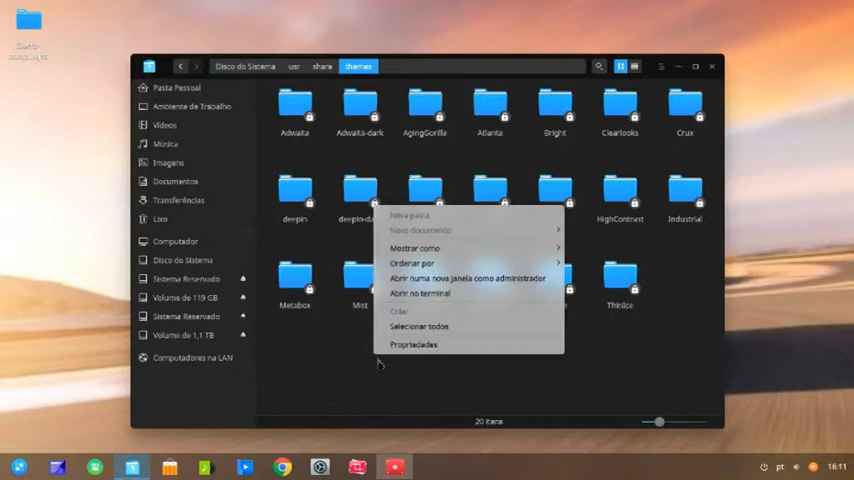 Disco do Sistema usr share themes
Pasta Pessoal
Ambiente de Trabalho
Vídeos
Música
Imagens
Documentos
Transferências
Lixo
Computador
Disco do Sistema
Sistema Reservado
Volume de 119 GB
Sistema Reservado
Volume de 1,1 TB
Computadores na LAN
Adwaita Adwaita-dark AgingGorilla Atlanta Bright Clearlooks Crux
deepin deepin-da HighContrast Industrial
Metabox Mist ThinIce
Nova pasta
Novo documento
Mostrar como
Ordenar por
Abrir numa nova janela como administrador
Abrir no terminal
Colar
Selecionar todos
Propriedades
20 itens
pt 16:11